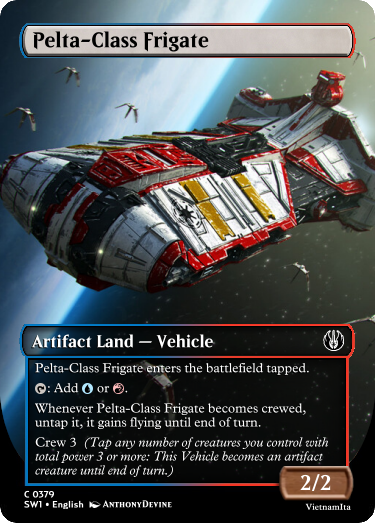 Pelta-Class Frigate
Artifact Land — Vehicle
Pelta-Class Frigate enters the battlefield tapped.
: Add or .
Whenever Pelta-Class Frigate becomes crewed,
untap it, it gains flying until end of turn.
Crew 3 (Tap any number of creatures you control with
total power 3 or more: This Vehicle becomes an artifact
creature until end of turn.)
2/2
C 0379
SW1 • English AnthonyDevine
VietnamIta